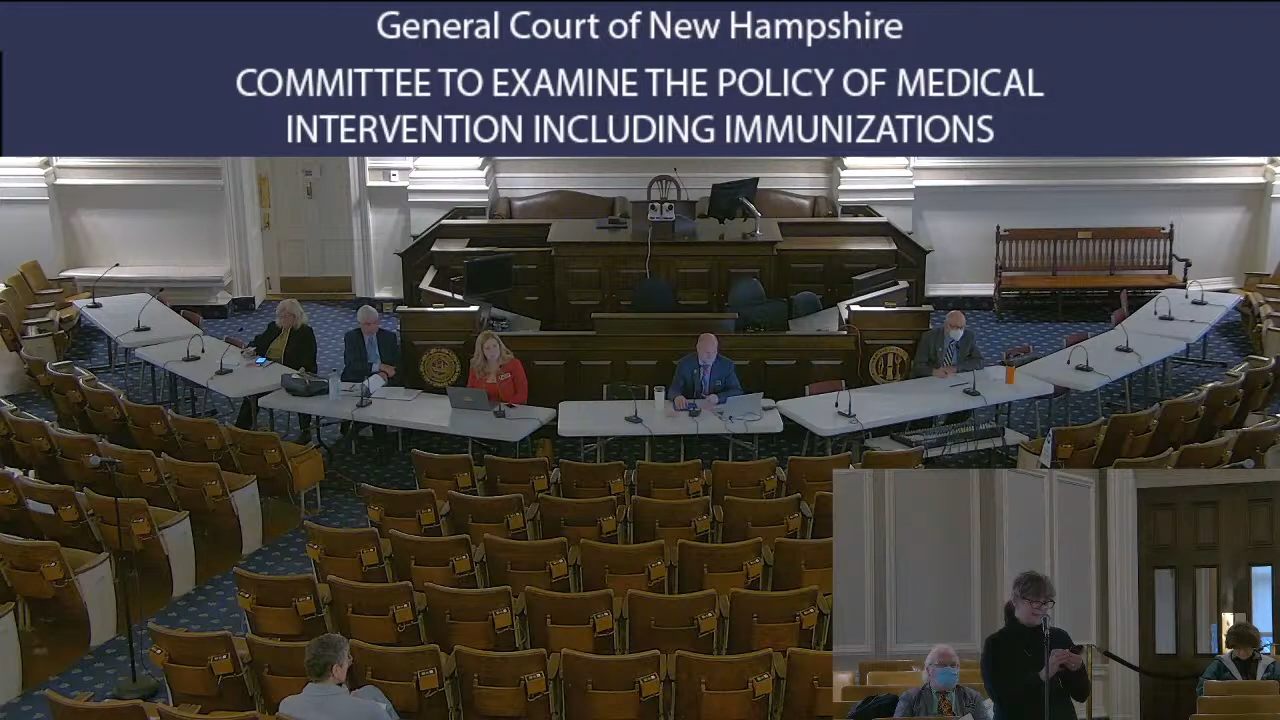 General Court of New Hampshire
COMMITTEE TO EXAMINE THE POLICY OF MEDICAL
INTERVENTION INCLUDING IMMUNIZATIONS